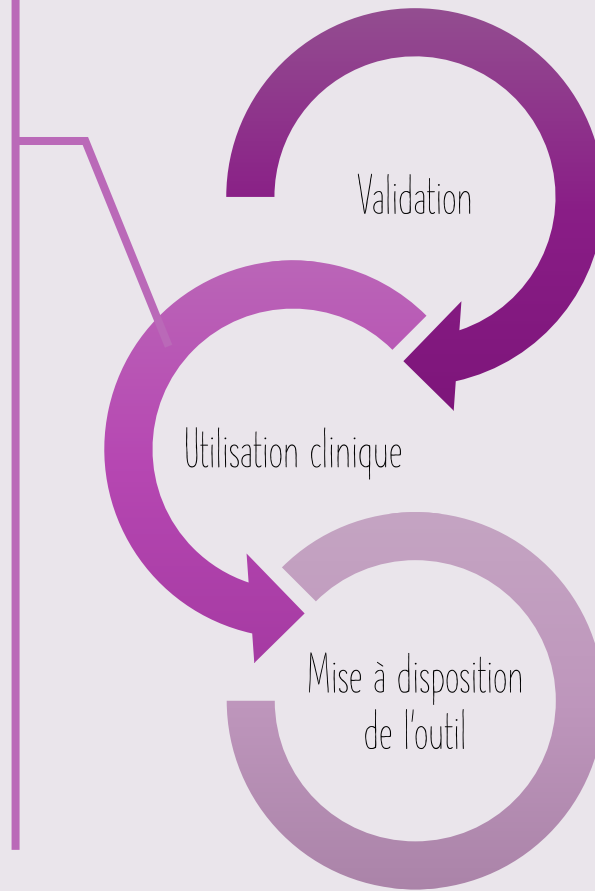 Validation
Utilisation clinique
Mise à disposition
de l'outil